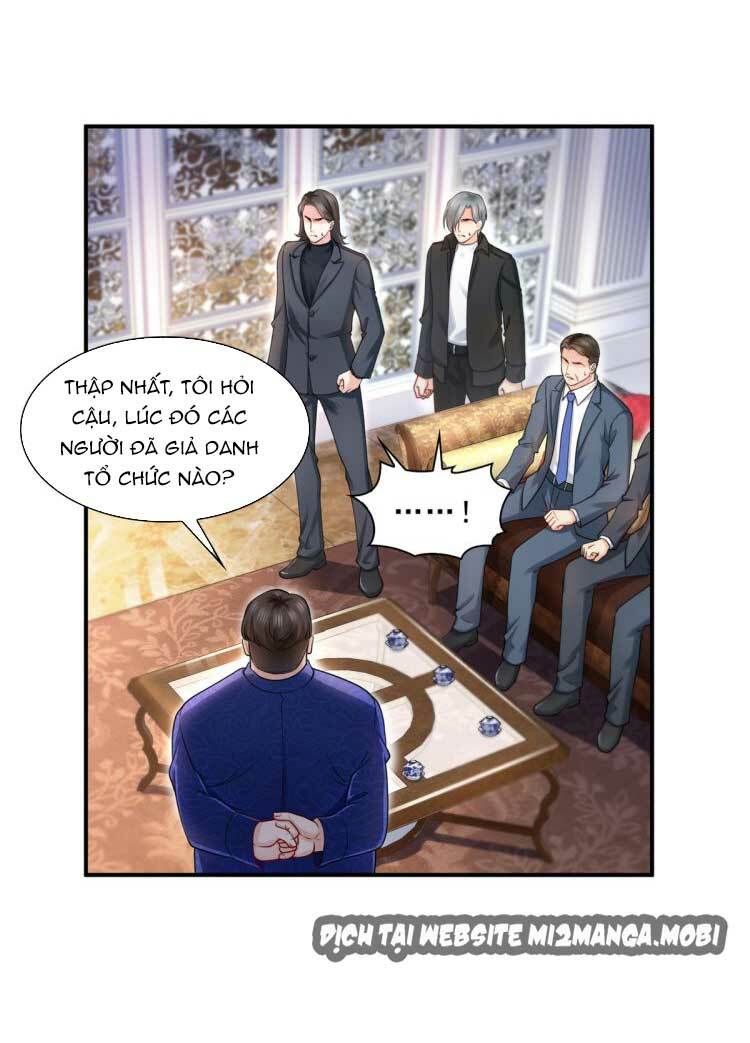 THẬP NHẤT, TÔI HỎI
CẬU, LÚC ĐÓ CÁC
NGƯỜI ĐÃ GIẢ DANH
TỔ CHỨC NÀO?
......!
DỊCH TẠI WEBSITE MI2MANGA.MOBI